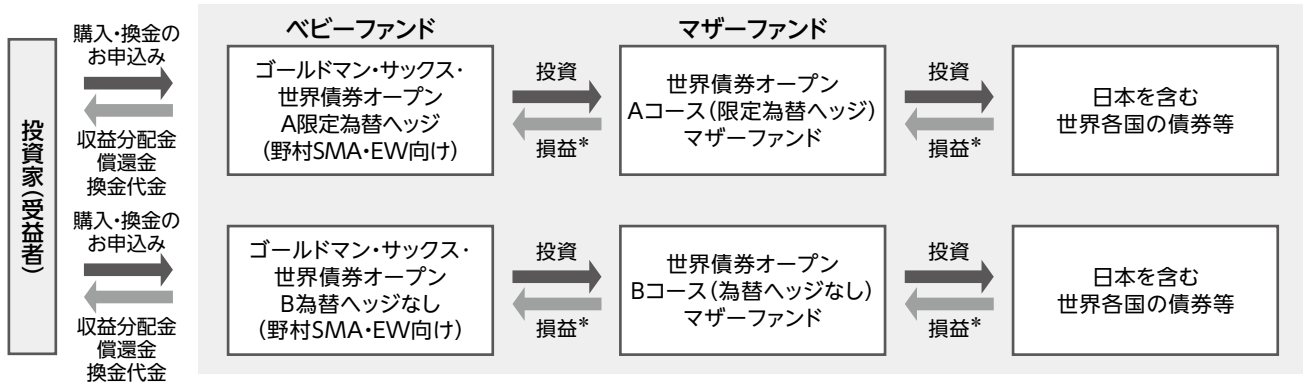 投資家（受益者）
購入・換金の
お申込み
収益分配金
償還金
換金代金
ベビーファンド
ゴールドマン・サックス・
世界債券オープン
A限定為替ヘッジ
（野村SMA・EW向け）
投資
損益*
マザーファンド
世界債券オープン
Aコース（限定為替ヘッジ）
マザーファンド
投資
損益*
日本を含む
世界各国の債券等
購入・換金の
お申込み
収益分配金
償還金
換金代金
ゴールドマン・サックス・
世界債券オープン
B為替ヘッジなし
（野村SMA・EW向け）
投資
損益*
世界債券オープン
Bコース（為替ヘッジなし）
マザーファンド
投資
損益*
日本を含む
世界各国の債券等